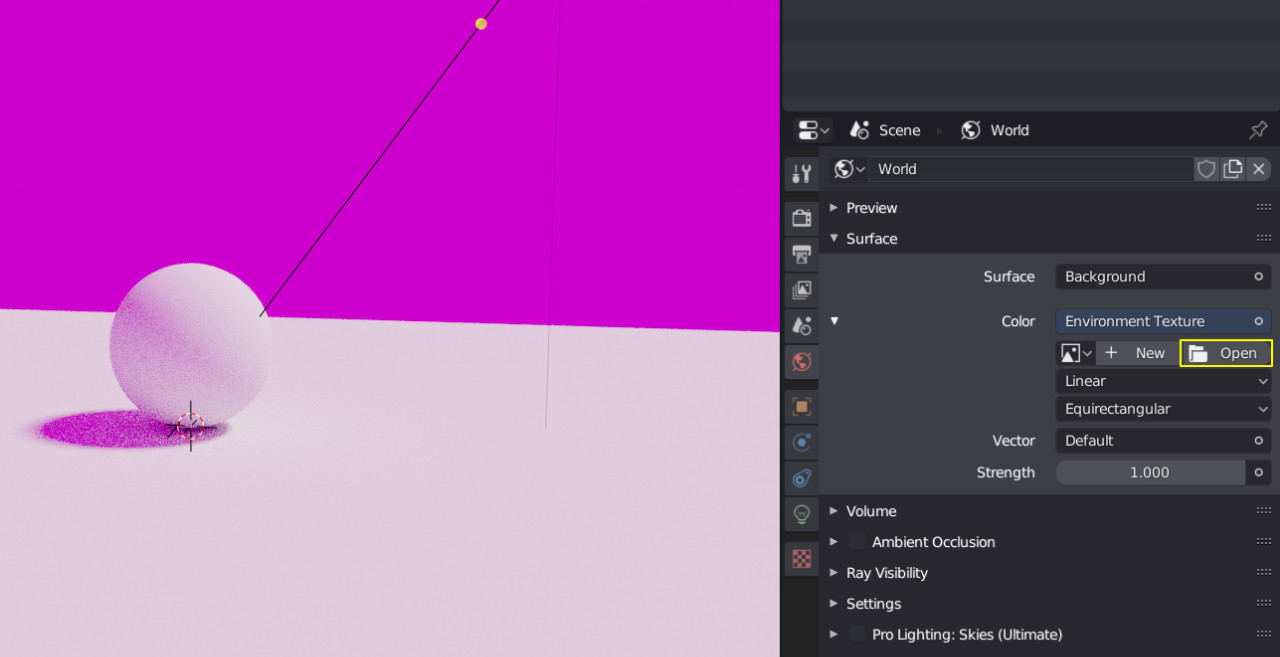 Scene World
World
Preview
Surface
Surface Background
Color Environment Texture
New Open
Linear
Equirectangular
Vector Default
Strength 1.000
Volume
Ambient Occlusion
Ray Visibility
Settings
Pro Lighting: Skies (Ultimate)